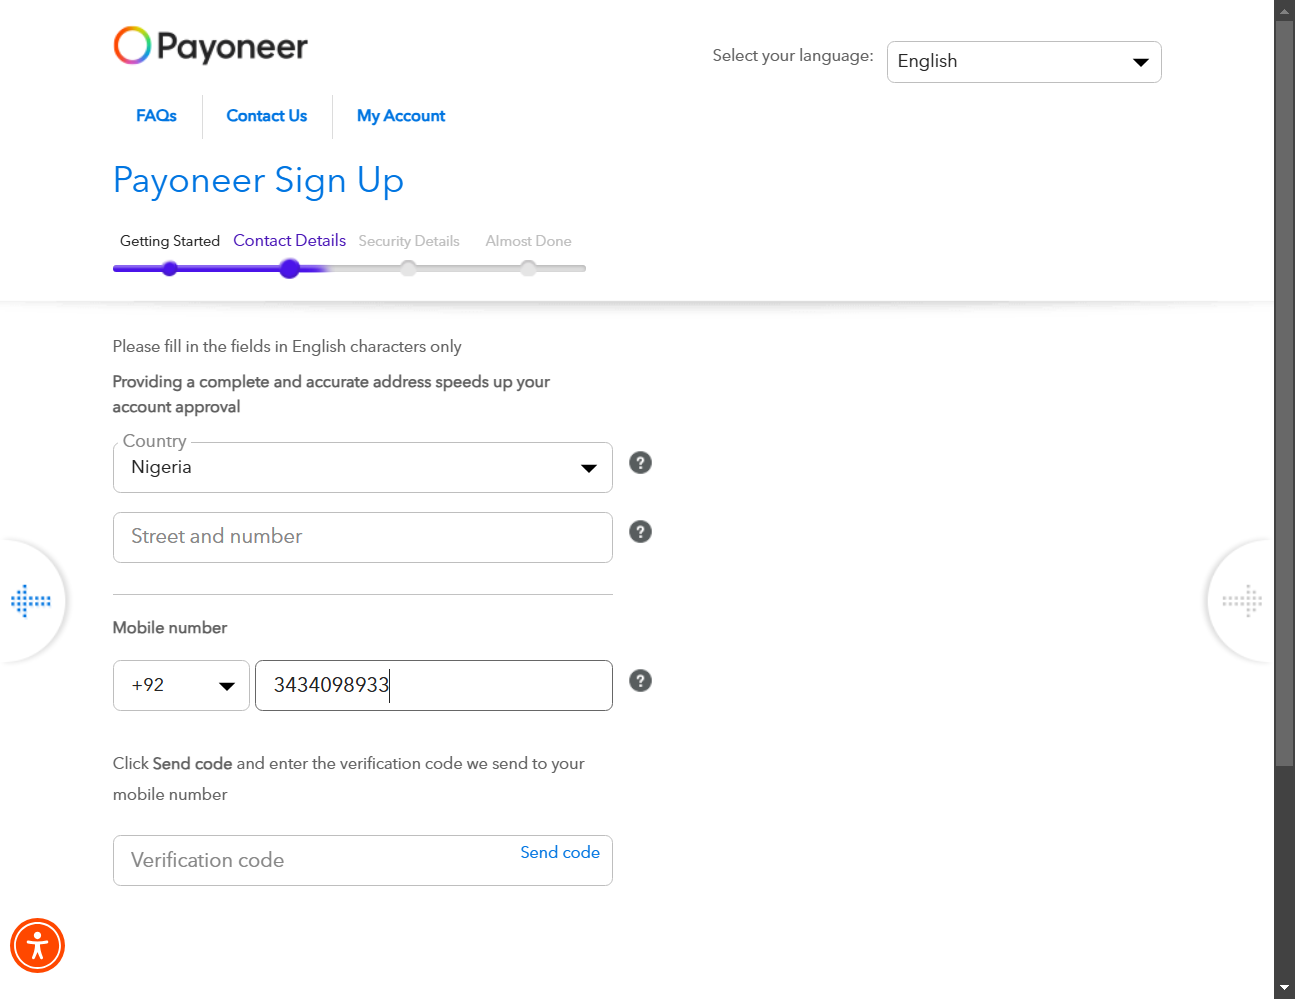 Payoneer
Select your language:
English
FAQs
Contact Us
My Account
Payoneer Sign Up
Getting Started
Contact Details
Security Details
Almost Done
Please fill in the fields in English characters only
Providing a complete and accurate address speeds up your
account approval
Country
Nigeria
?
Street and number
?
Mobile number
+92
3434098933
?
Click Send code and enter the verification code we send to your
mobile number
Verification code
Send code